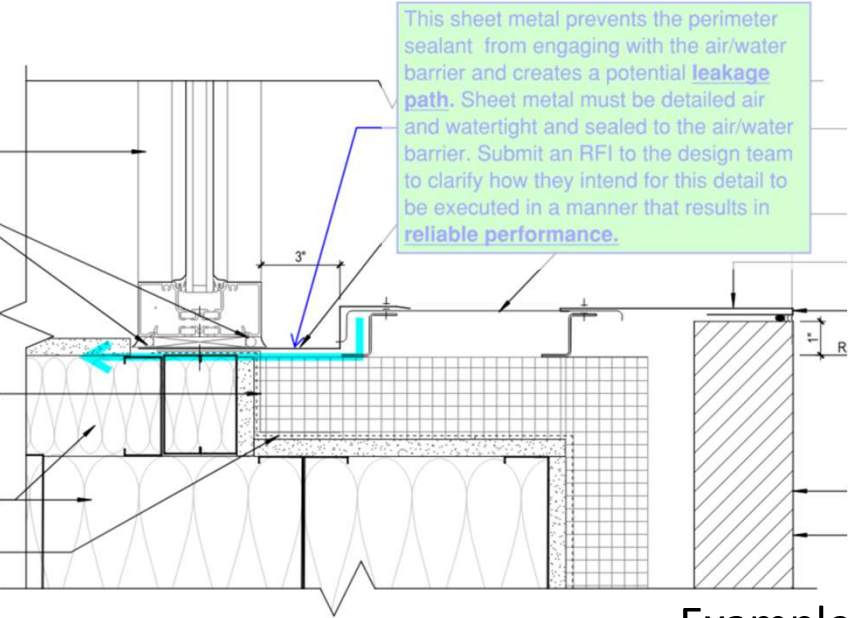 This sheet metal prevents the perimeter
sealant from engaging with the air/water
barrier and creates a potential leakage
path. Sheet metal must be detailed air
and watertight and sealed to the air/water
barrier. Submit an RFI to the design team
to clarify how they intend for this detail to
be executed in a manner that results in
reliable performance.
3"
1"
R